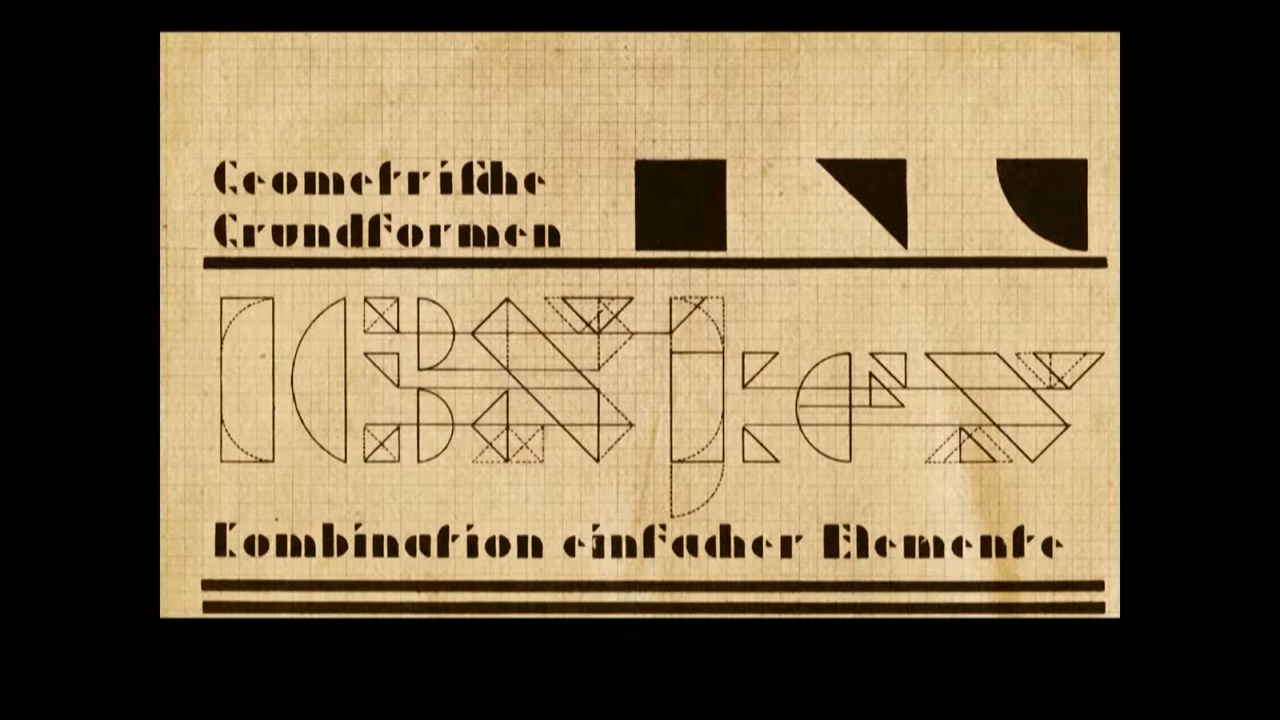 Geometriſche
Grundformen
Kombination einfacher Elemente